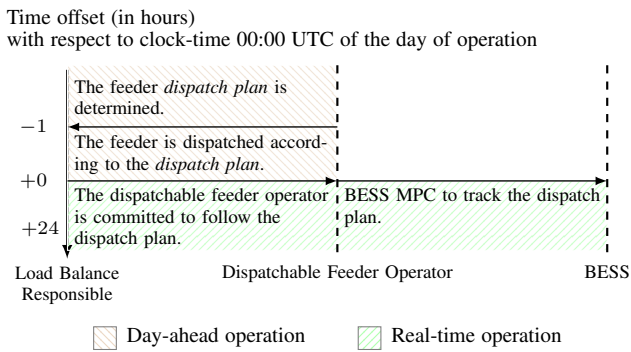 Time offset (in hours)
with respect to clock-time 00:00 UTC of the day of operation
The feeder dispatch plan is
determined.
−1
The feeder is dispatched accord-
ing to the dispatch plan.
+0
The dispatchable feeder operator
is committed to follow the
dispatch plan.
BESS MPC to track the dispatch
plan.
+24
Load Balance
Responsible
Dispatchable Feeder Operator
BESS
Day-ahead operation
Real-time operation